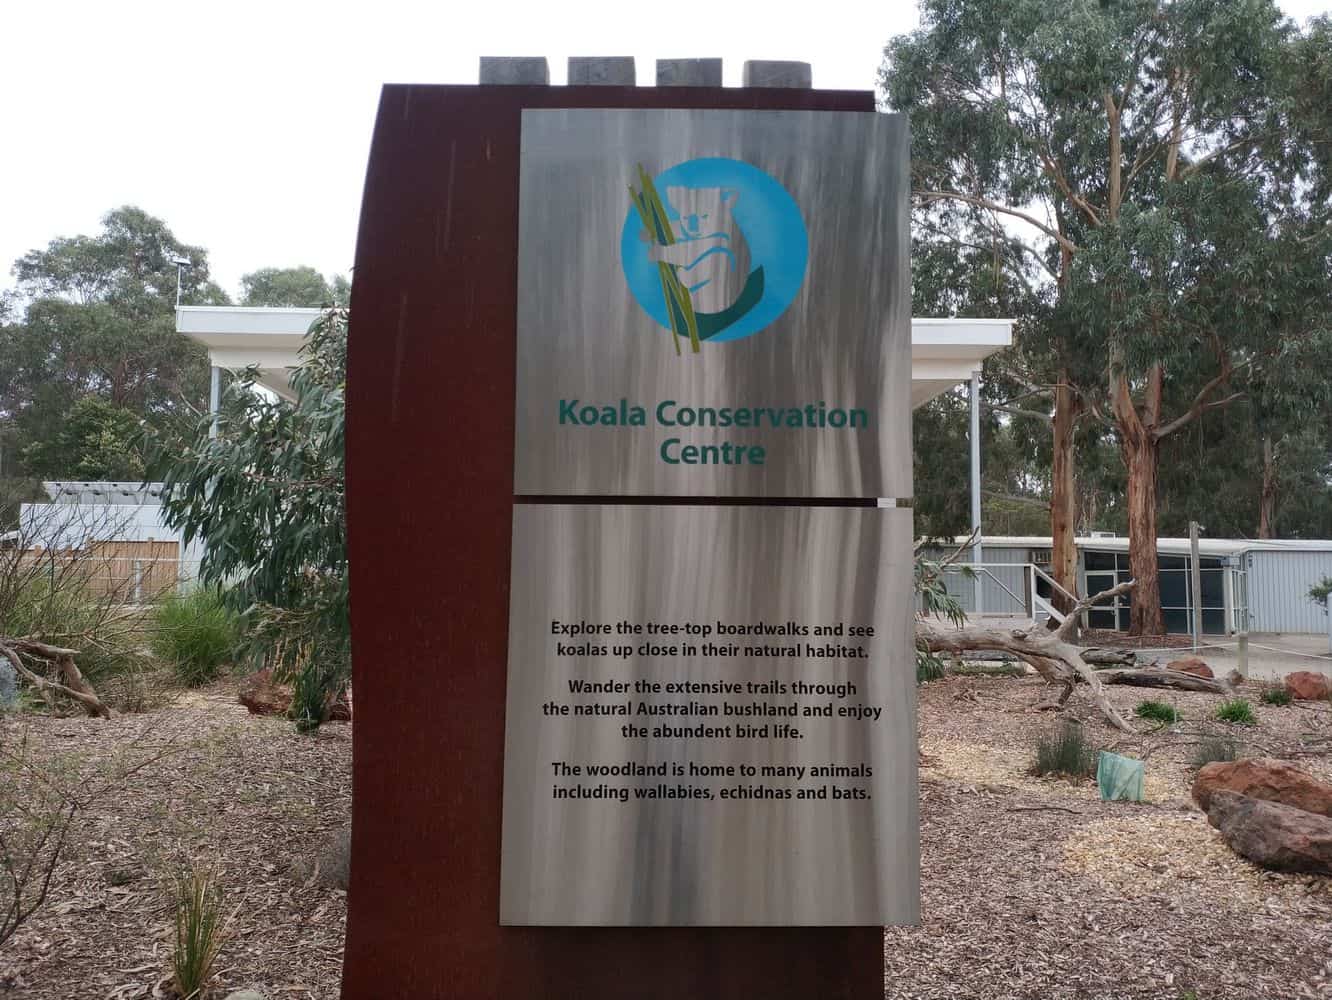 Koala Conservation
Centre
Explore the tree-top boardwalks and see
koalas up close in their natural habitat.
Wander the extensive trails through
the natural Australian bushland and enjoy
the abundent bird life.
The woodland is home to many animals
including wallabies, echidnas and bats.